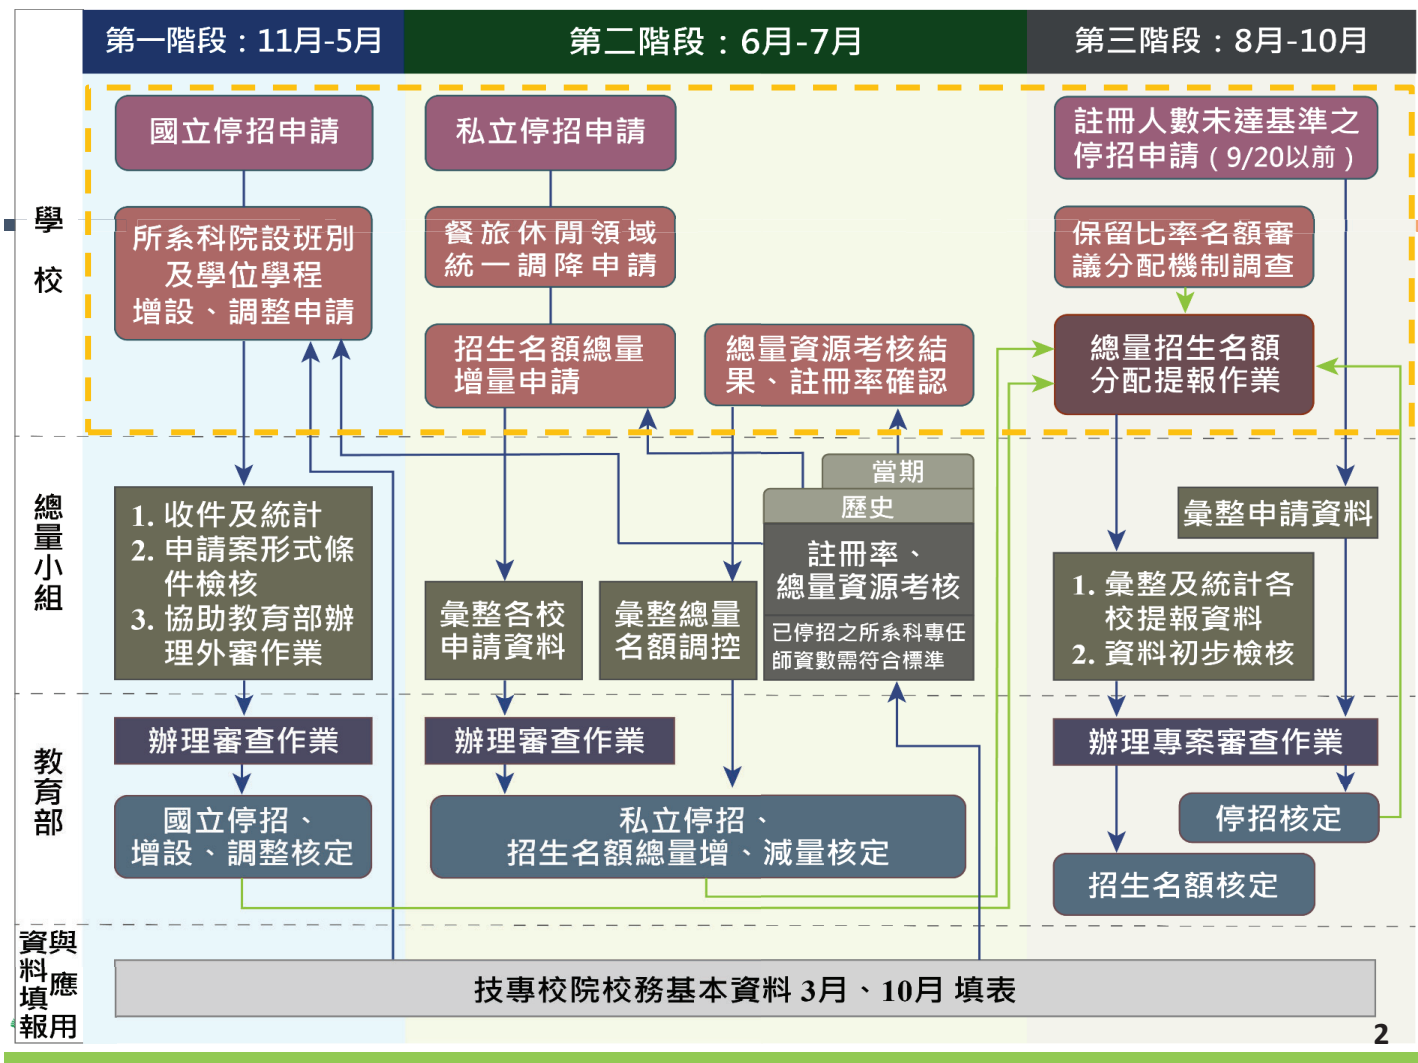 第一階段：11月-5月
第二階段：6月-7月
第三階段：8月-10月
學校
國立停招申請
所系科院設班別
及學位學程
增設、調整申請
私立停招申請
餐旅休閒領域
統一調降申請
招生名額總量
增量申請
總量資源考核結
果、註冊率確認
註冊人數未達基準之
停招申請（9/20以前）
保留比率名額審
議分配機制調查
總量招生名額
分配提報作業
總量小組
1. 收件及統計
2. 申請案形式條
件檢核
3. 協助教育部辦
理外審作業
彙整各校
申請資料
彙整總量
名額調控
當期
歷史
註冊率、
總量資源考核
已停招之所系科專任
師資數需符合標準
彙整申請資料
1. 彙整及統計各
校提報資料
2. 資料初步檢核
教育部
辦理審查作業
國立停招、
增設、調整核定
辦理審查作業
私立停招、
招生名額總量增、減量核定
辦理專案審查作業
停招核定
招生名額核定
資料填報
與應用
技專校院校務基本資料 3月、10月 填表
2